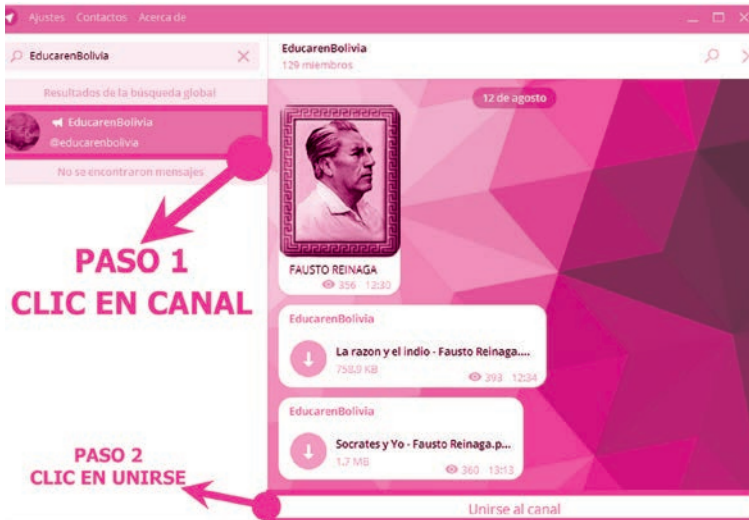 Ajustes Contactos Acerca de
EducarenBolivia
Resultados de la búsqueda global
EducarenBolivia
@educarenbolivia
No se encontraron mensajes
PASO 1
CLIC EN CANAL
PASO 2
CLIC EN UNIRSE
EducarenBolivia
129 miembros
12 de agosto
FAUSTO REINAGA
356 12:30
EducarenBolivia
La razon y el indio - Fausto Reinaga....
758.9 KB
393 12:34
EducarenBolivia
Socrates y Yo - Fausto Reinaga.p...
1.7 MB
360 13:13
Unirse al canal